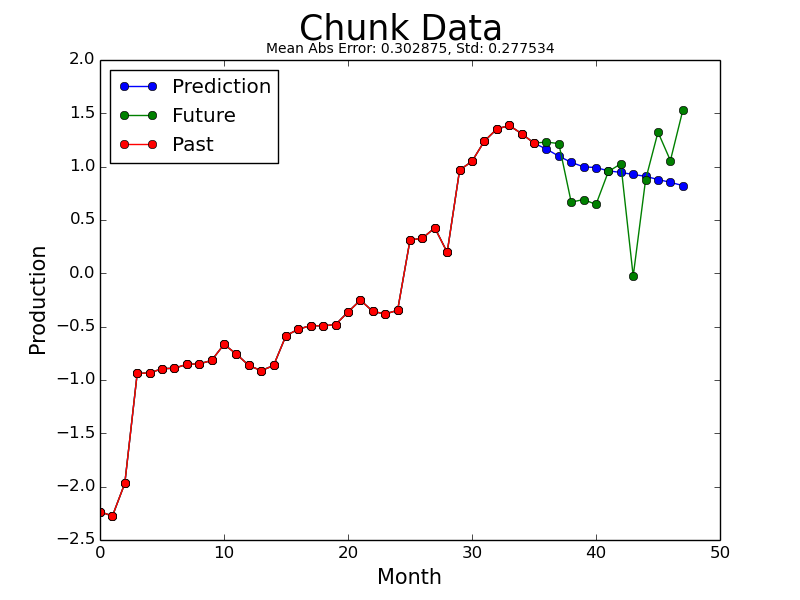 Chunk Data
Mean Abs Error: 0.302875, Std: 0.277534
Prediction
Future
Past
2.0
1.5
1.0
0.5
0.0
−0.5
−1.0
−1.5
−2.0
−2.5
Production
0 10 20 30 40 50
Month